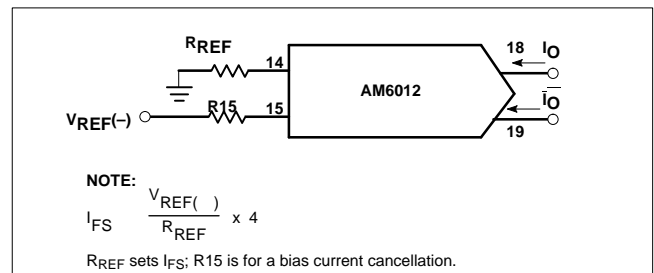 RREF
14
18 IO
AM6012
VREF(–)
R15
15
IO
19
NOTE:
IFS VREF( ) / RREF x 4
RREF sets IFS; R15 is for a bias current cancellation.